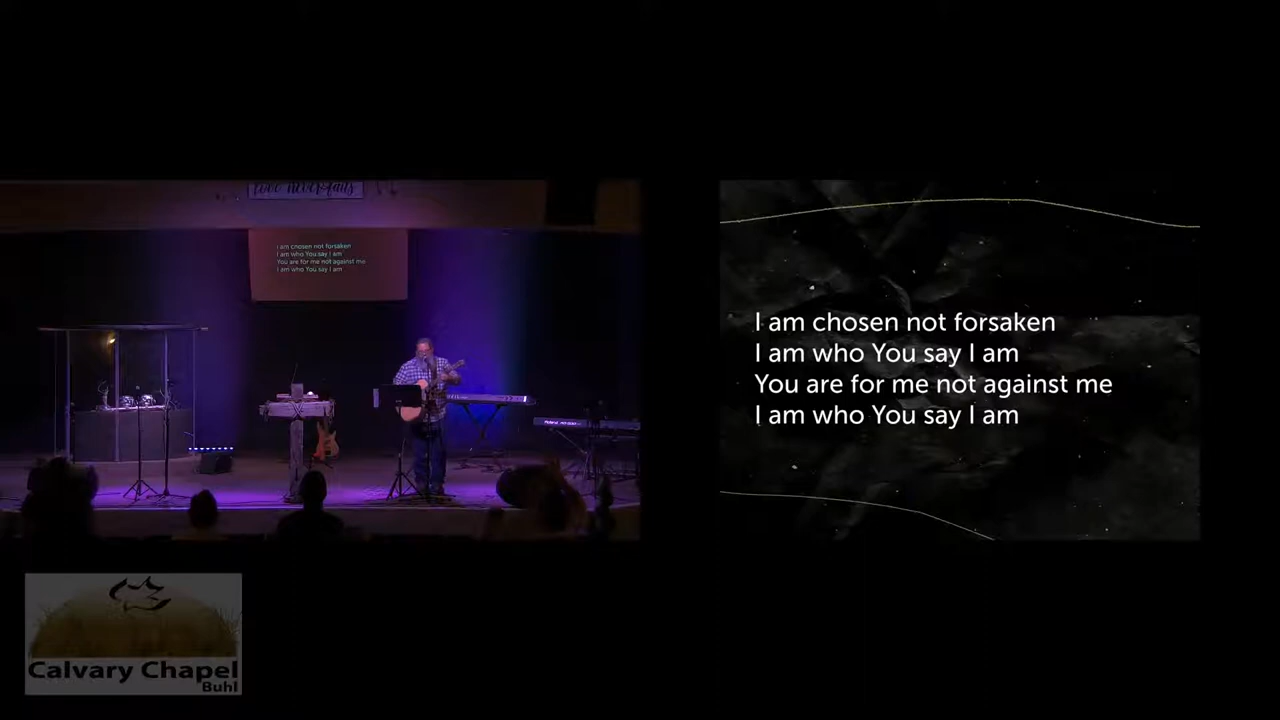 love never fails
I am chosen not forsaken
I am who You say I am
You are for me not against me
I am who You say I am
Roland
I am chosen not forsaken
I am who You say I am
You are for me not against me
I am who You say I am
Calvary Chapel
Buhl